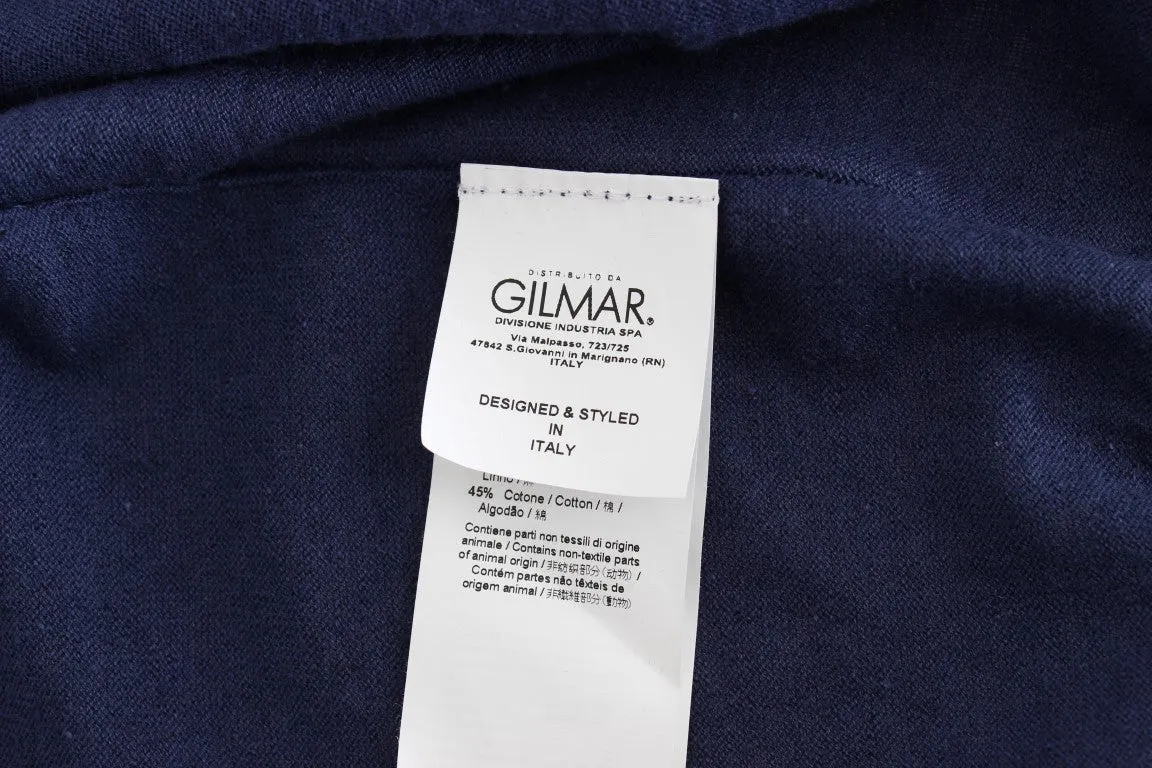 DISTRIBUITO DA
GILMAR®
DIVISIONE INDUSTRIA SPA
Via Malpasso, 723/725
47842 S.Giovanni in Marignano (RN)
ITALY
DESIGNED & STYLED
IN
ITALY
Linho /
45% Cotone / Cotton / 棉 /
Algodão / 綿
Contiene parti non tessili di origine
animale / Contains non-textile parts
of animal origin / 非纺织部分(动物) /
Contém partes não têxteis de
origem animal / 非繊維部分(動物)